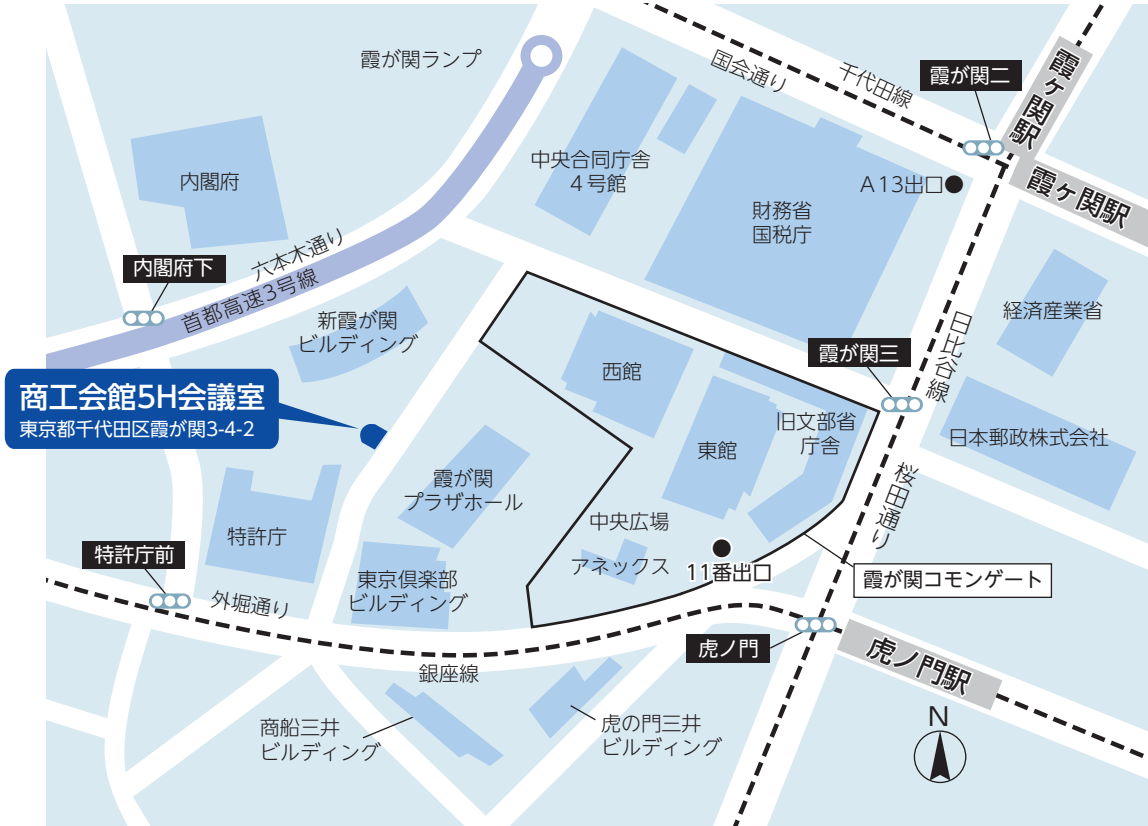 霞が関ランプ
国会通り
千代田線
霞が関二
霞ヶ関駅
霞ヶ関駅
内閣府
中央合同庁舎
4号館
A13出口
財務省
国税庁
内閣府下
六本木通り
首都高速3号線
新霞が関
ビルディング
経済産業省
日比谷線
霞が関三
西館
商工会館5H会議室
東京都千代田区霞が関3-4-2
旧文部省
庁舎
東館
日本郵政株式会社
霞が関
プラザホール
桜田通り
中央広場
特許庁
特許庁前
アネックス
11番出口
東京倶楽部
ビルディング
霞が関コモンゲート
外堀通り
虎ノ門
虎ノ門駅
銀座線
商船三井
ビルディング
虎の門三井
ビルディング
N